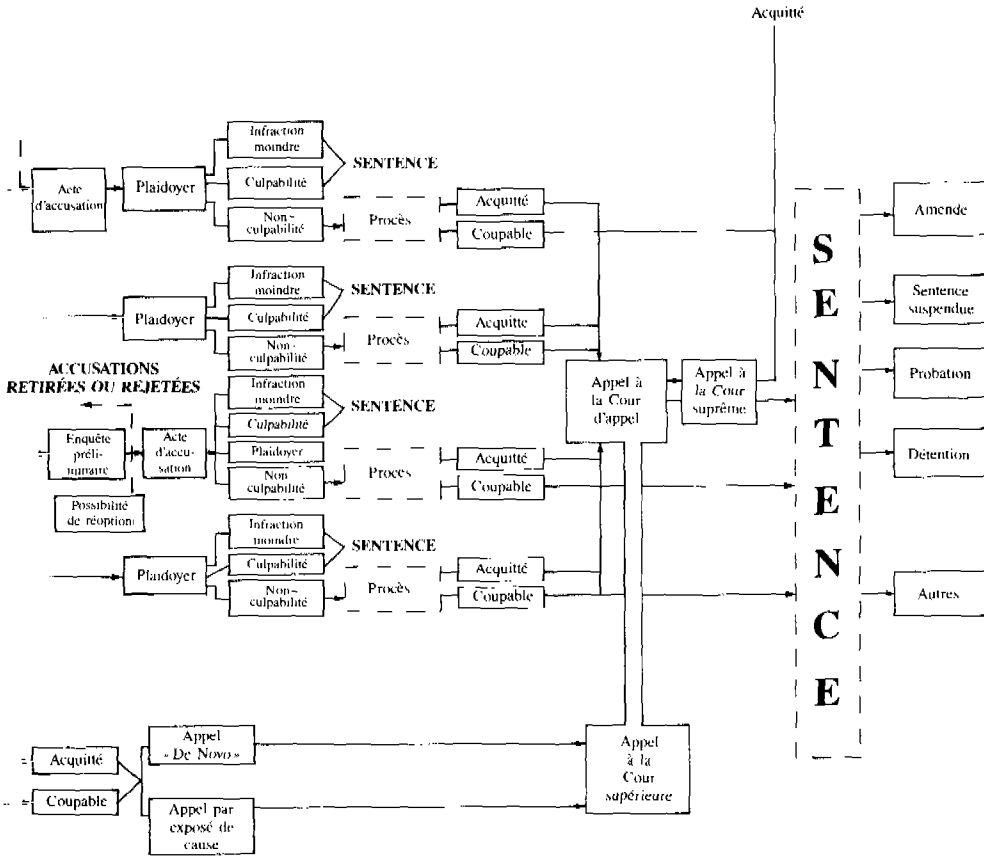 Acquitté
Acte
d'accusation
Plaidoyer
Infraction
moindre
Culpabilité
Non-
culpabilité
SENTENCE
Procès
Acquitté
Coupable
Plaidoyer
Infraction
moindre
Culpabilité
Non-
culpabilité
SENTENCE
Procès
Acquitte
Coupable
ACCUSATIONS
RETIRÉES OU REJETÉES
Enquête
préli-
minaire
Acte
d'accu-
sation
Possibilité
de réoption
Infraction
moindre
Culpabilité
Plaidoyer
Non
culpabilité
SENTENCE
Procès
Acquitté
Coupable
Plaidoyer
Infraction
moindre
Culpabilité
Non-
culpabilité
SENTENCE
Procès
Acquitté
Coupable
Appel à
la Cour
d'appel
Appel à
la Cour
suprême
SENTENCE
Amende
Sentence
suspendue
Probation
Détention
Autres
Acquitté
Coupable
Appel
« De Novo »
Appel par
exposé de
cause
Appel
à la
Cour
supérieure